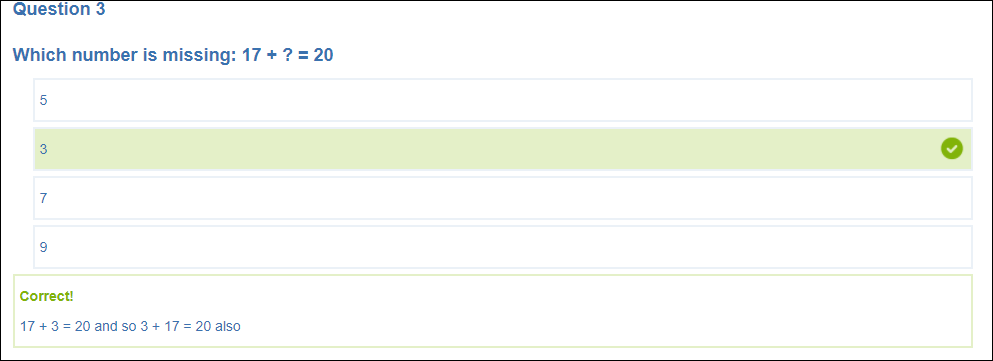 Question 3
Which number is missing: 17 + ? = 20
5
3
7
9
Correct!
17 + 3 = 20 and so 3 + 17 = 20 also